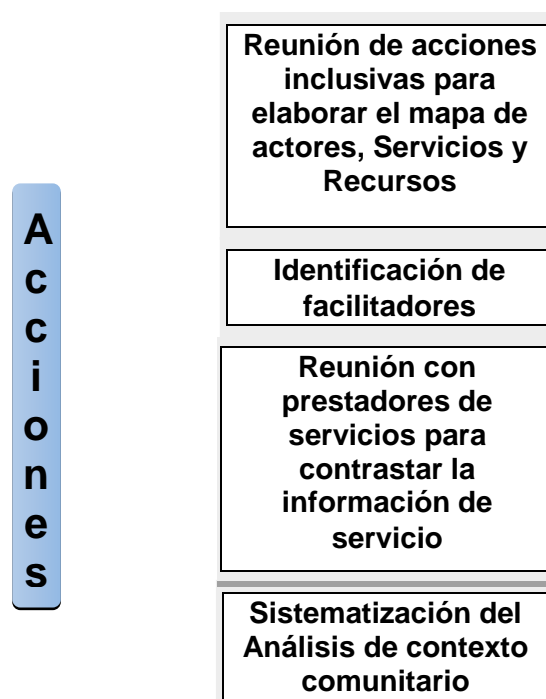 Acciones
Reunión de acciones
inclusivas para
elaborar el mapa de
actores, Servicios y
Recursos
Identificación de
facilitadores
Reunión con
prestadores de
servicios para
contrastar la
información de
servicio
Sistematización del
Análisis de contexto
comunitario